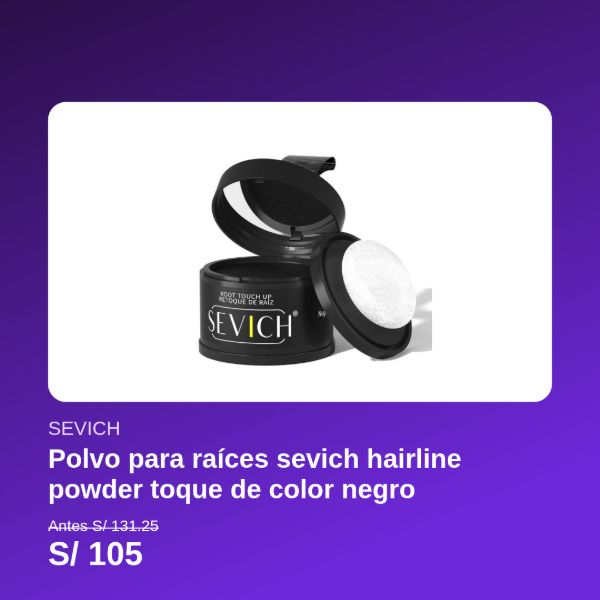 ROOT TOUCH UP
RETOQUE DE RAÍZ
SEVICH®
SEVICH
Polvo para raíces sevich hairline
powder toque de color negro
Antes S/ 131.25
S/ 105